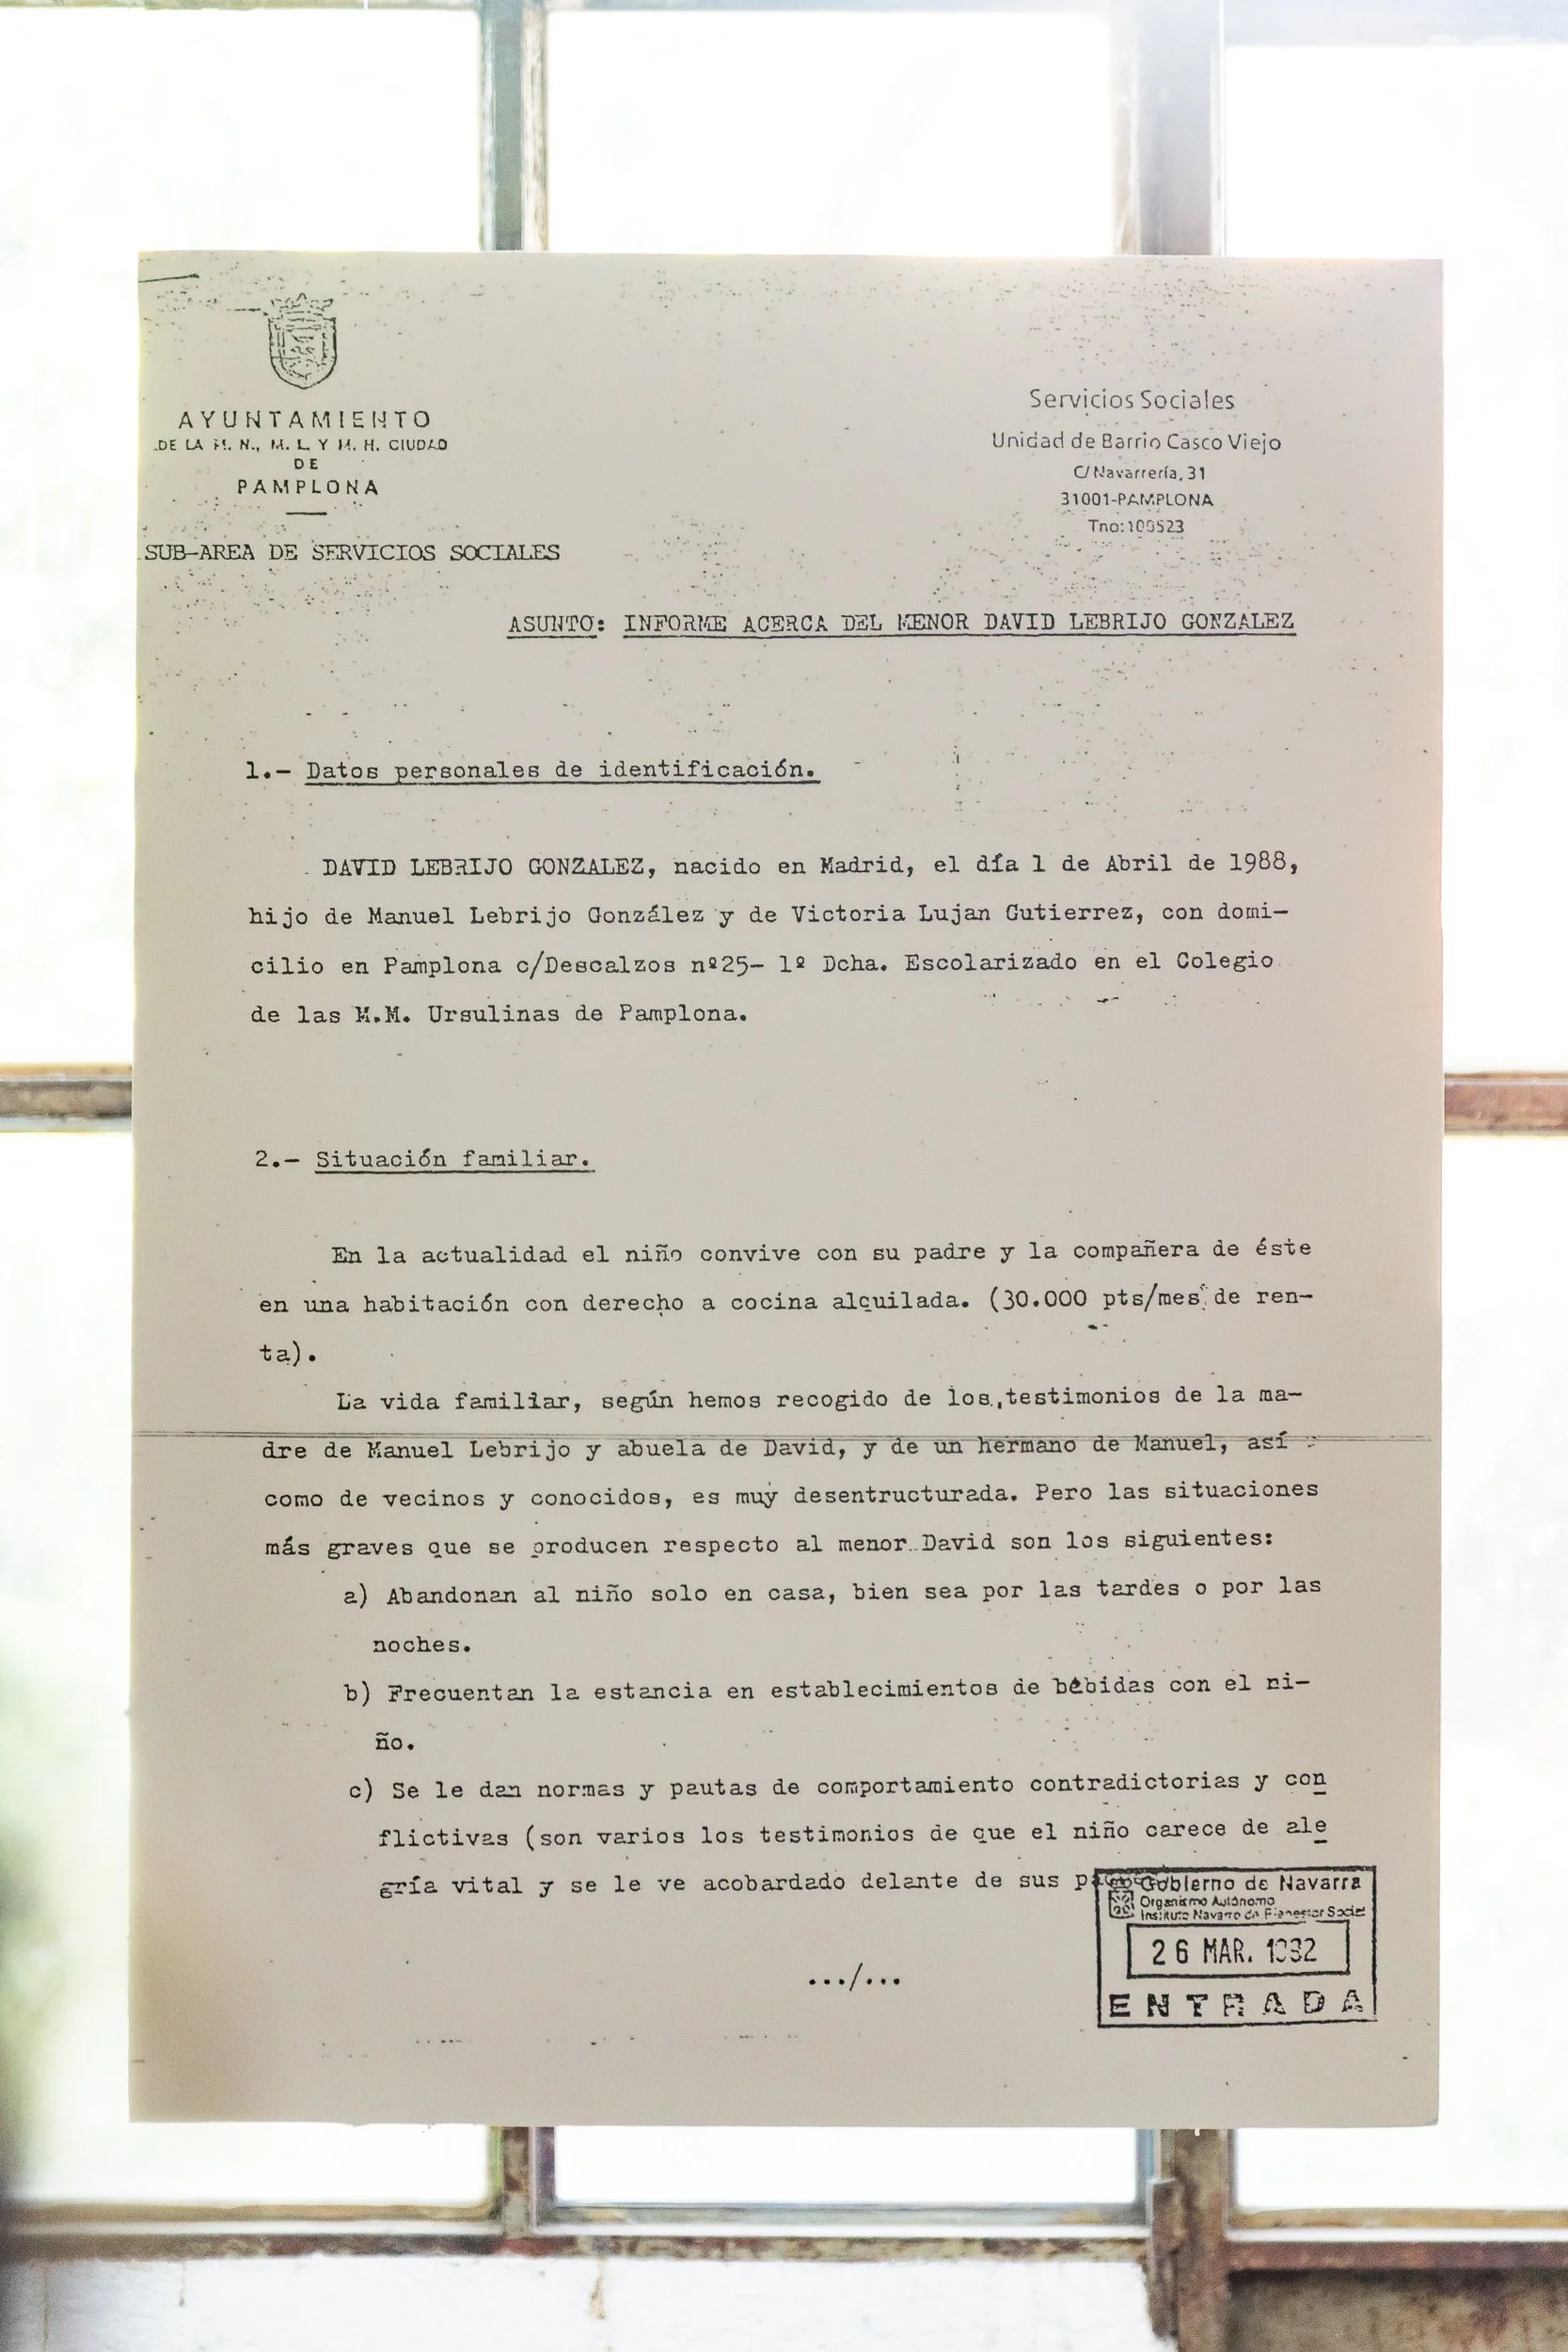 AYUNTAMIENTO
DE LA M. N., M. L. Y M. H. CIUDAD
DE
PAMPLONA
SUB-AREA DE SERVICIOS SOCIALES
Servicios Sociales
Unidad de Barrio Casco Viejo
C/Navarrería, 31
31001-PAMPLONA
Tno:
ASUNTO: INFORME ACERCA DEL MENOR DAVID LEBRIJO GONZALEZ
1.- Datos personales de identificación.
DAVID LEBRIJO GONZALEZ, nacido en Madrid, el día 1 de Abril de 1988,
hijo de Manuel Lebrijo González y de Victoria Lujan Gutierrez, con domi-
cilio en Pamplona c/Descalzos nº25- 1º Dcha. Escolarizado en el Colegio
de las M.M. Ursulinas de Pamplona.
2.- Situación familiar.
En la actualidad el niño convive con su padre y la compañera de éste
en una habitación con derecho a cocina alquilada. (30.000 pts/mes de ren-
ta).
La vida familiar, según hemos recogido de los testimonios de la ma-
dre de Manuel Lebrijo y abuela de David, y de un hermano de Manuel, así
como de vecinos y conocidos, es muy desentructurada. Pero las situaciones
más graves que se producen respecto al menor David son los siguientes:
a) Abandonan al niño solo en casa, bien sea por las tardes o por las
noches.
b) Frecuentan la estancia en establecimientos de bebidas con el ni-
ño.
c) Se le dan normas y pautas de comportamiento contradictorias y con
flictivas (son varios los testimonios de que el niño carece de ale
gría vital y se le ve acobardado delante de sus
.../...
Gobierno de Navarra
Organismo Autónomo
Instituto Navarro de Bienestar Social
26 MAR.
ENTRADA